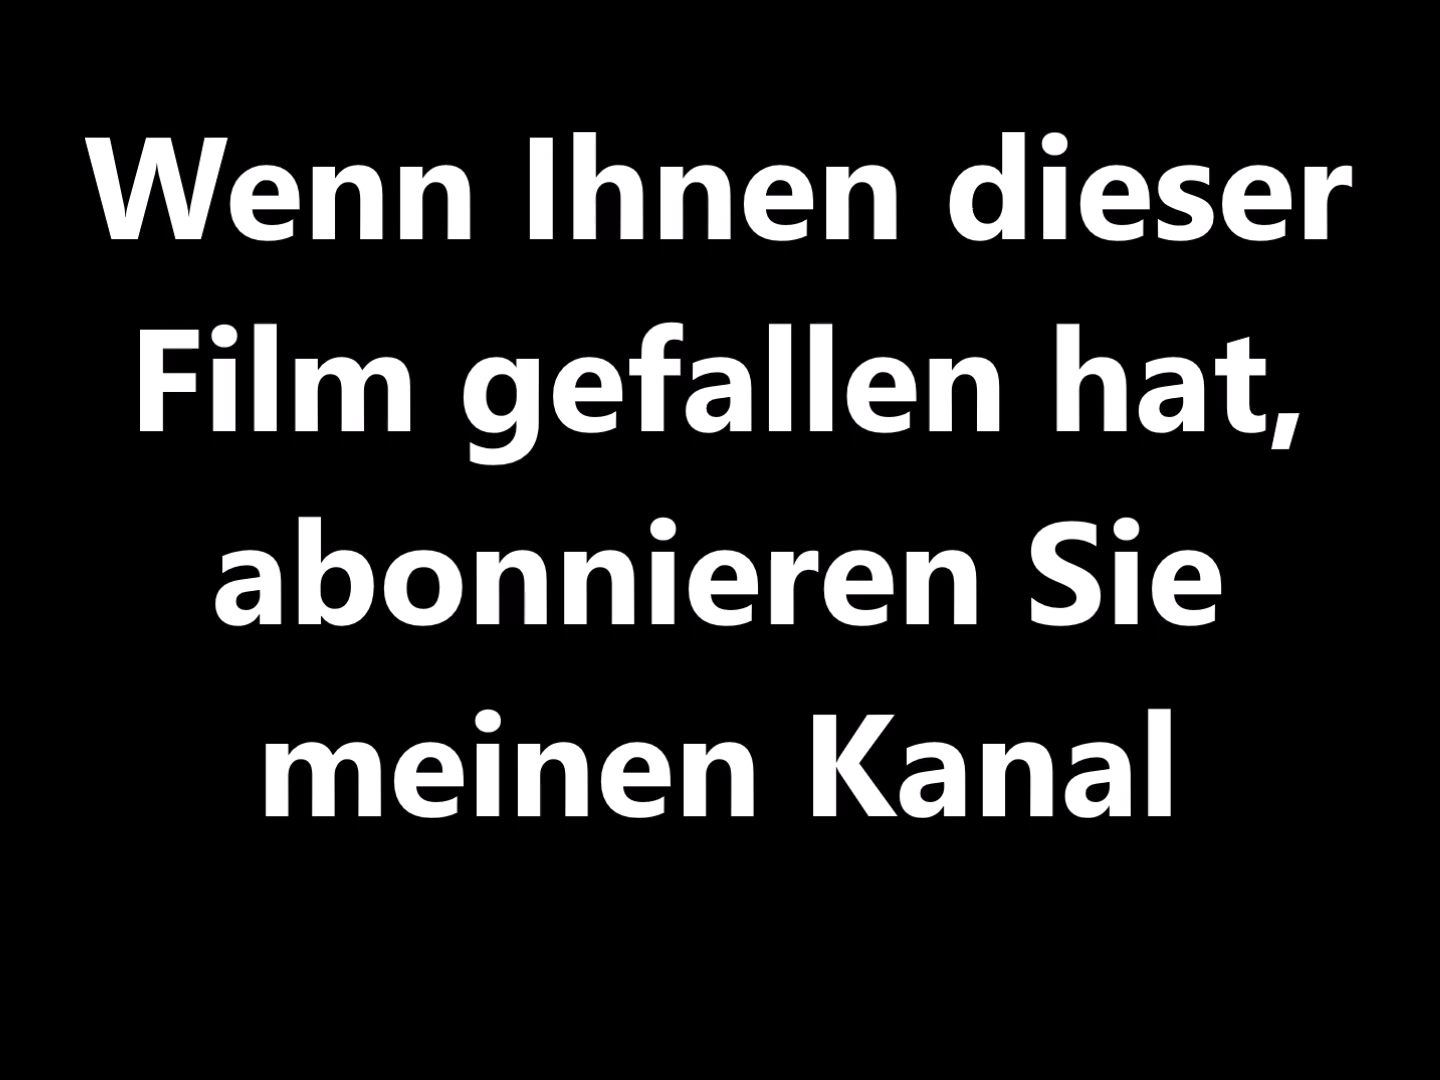 Wenn Ihnen dieser
Film gefallen hat,
abonnieren Sie
meinen Kanal